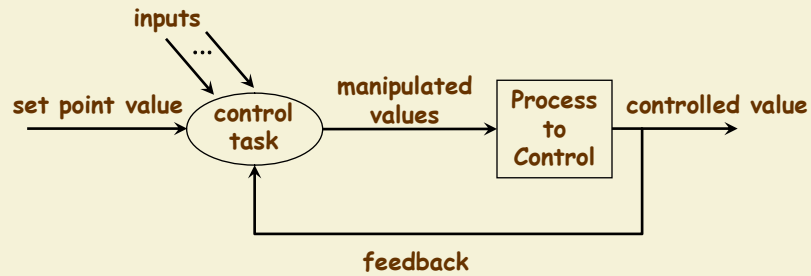 inputs
...
set point value
control
task
manipulated
values
Process
to
Control
controlled value
feedback